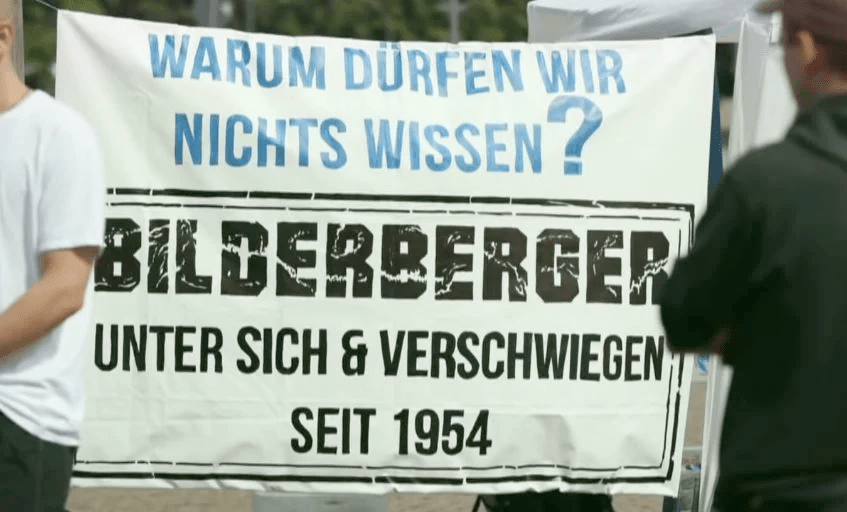 WARUM DÜRFEN WIR
NICHTS WISSEN?
BILDERBERGER
UNTER SICH & VERSCHWIEGEN
SEIT 1954